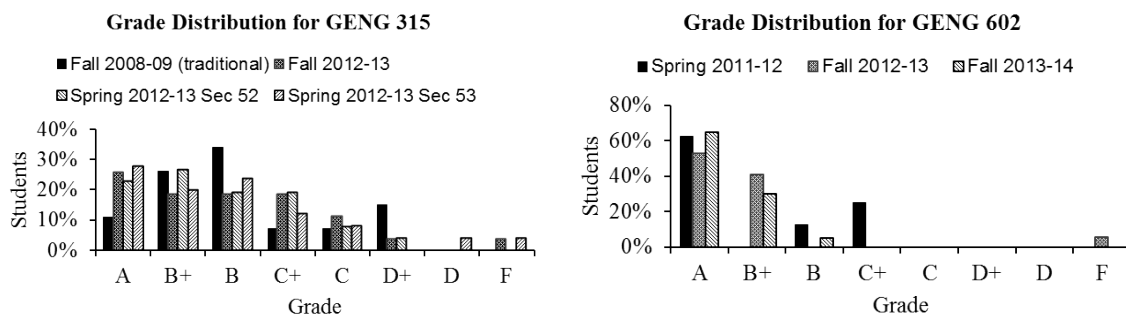 Grade Distribution for GENG 315
Fall 2008-09 (traditional) Fall 2012-13
Spring 2012-13 Sec 52 Spring 2012-13 Sec 53
40%
30%
20%
10%
0%
Students
A B+ B C+ C D+ D F
Grade
Grade Distribution for GENG 602
Spring 2011-12 Fall 2012-13 Fall 2013-14
80%
60%
40%
20%
0%
Students
A B+ B C+ C D+ D F
Grade